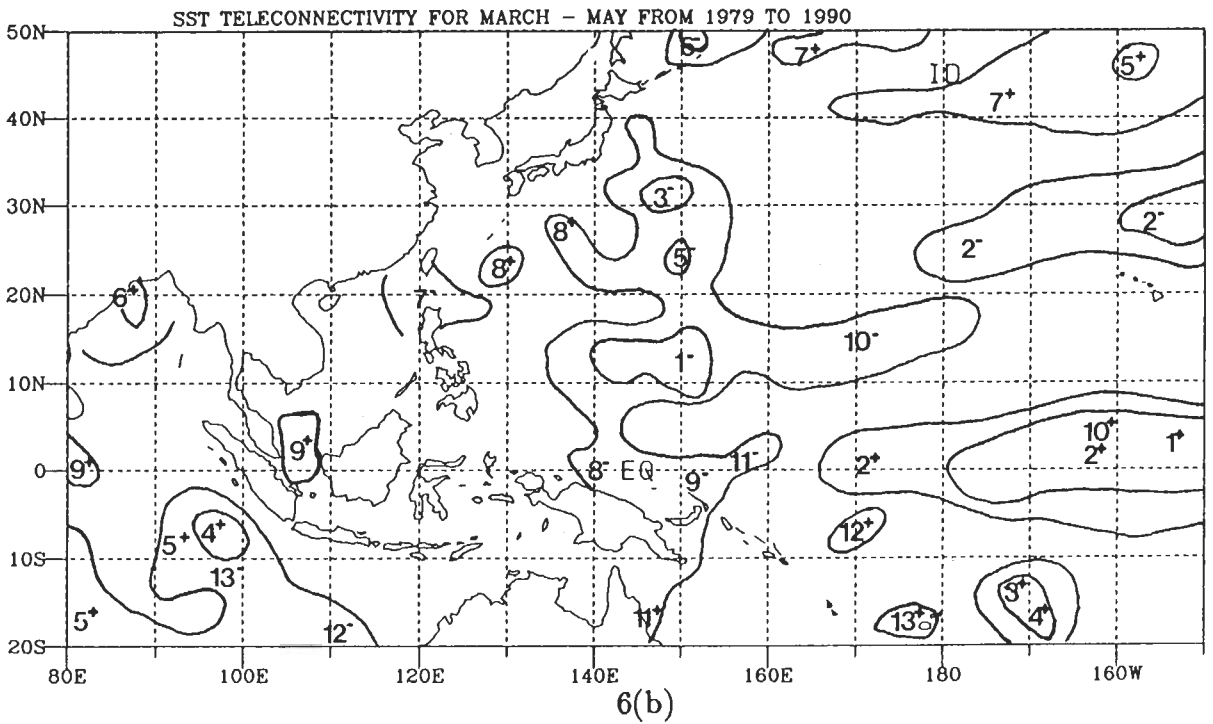 SST TELECONNECTIVITY FOR MARCH – MAY FROM 1979 TO 1990
50N
5⁻ 7⁺ ID 5⁺
7⁺
40N
30N
3⁻ 2⁻
8⁺ 2⁻
8⁺ 5⁻
20N
6⁺ 7⁻
10⁻
1⁻
10N
10⁺ 1⁺
9⁺ 2⁺
0
9⁺ 8⁻ EQ 9⁻ 11⁻ 2⁺
5⁺ 4⁺ 12⁺
10S
13⁻
3⁺
5⁺ 12⁻ 11⁺ 13⁺ 4⁺
20S
80E 100E 120E 140E 160E 180 160W
6(b)